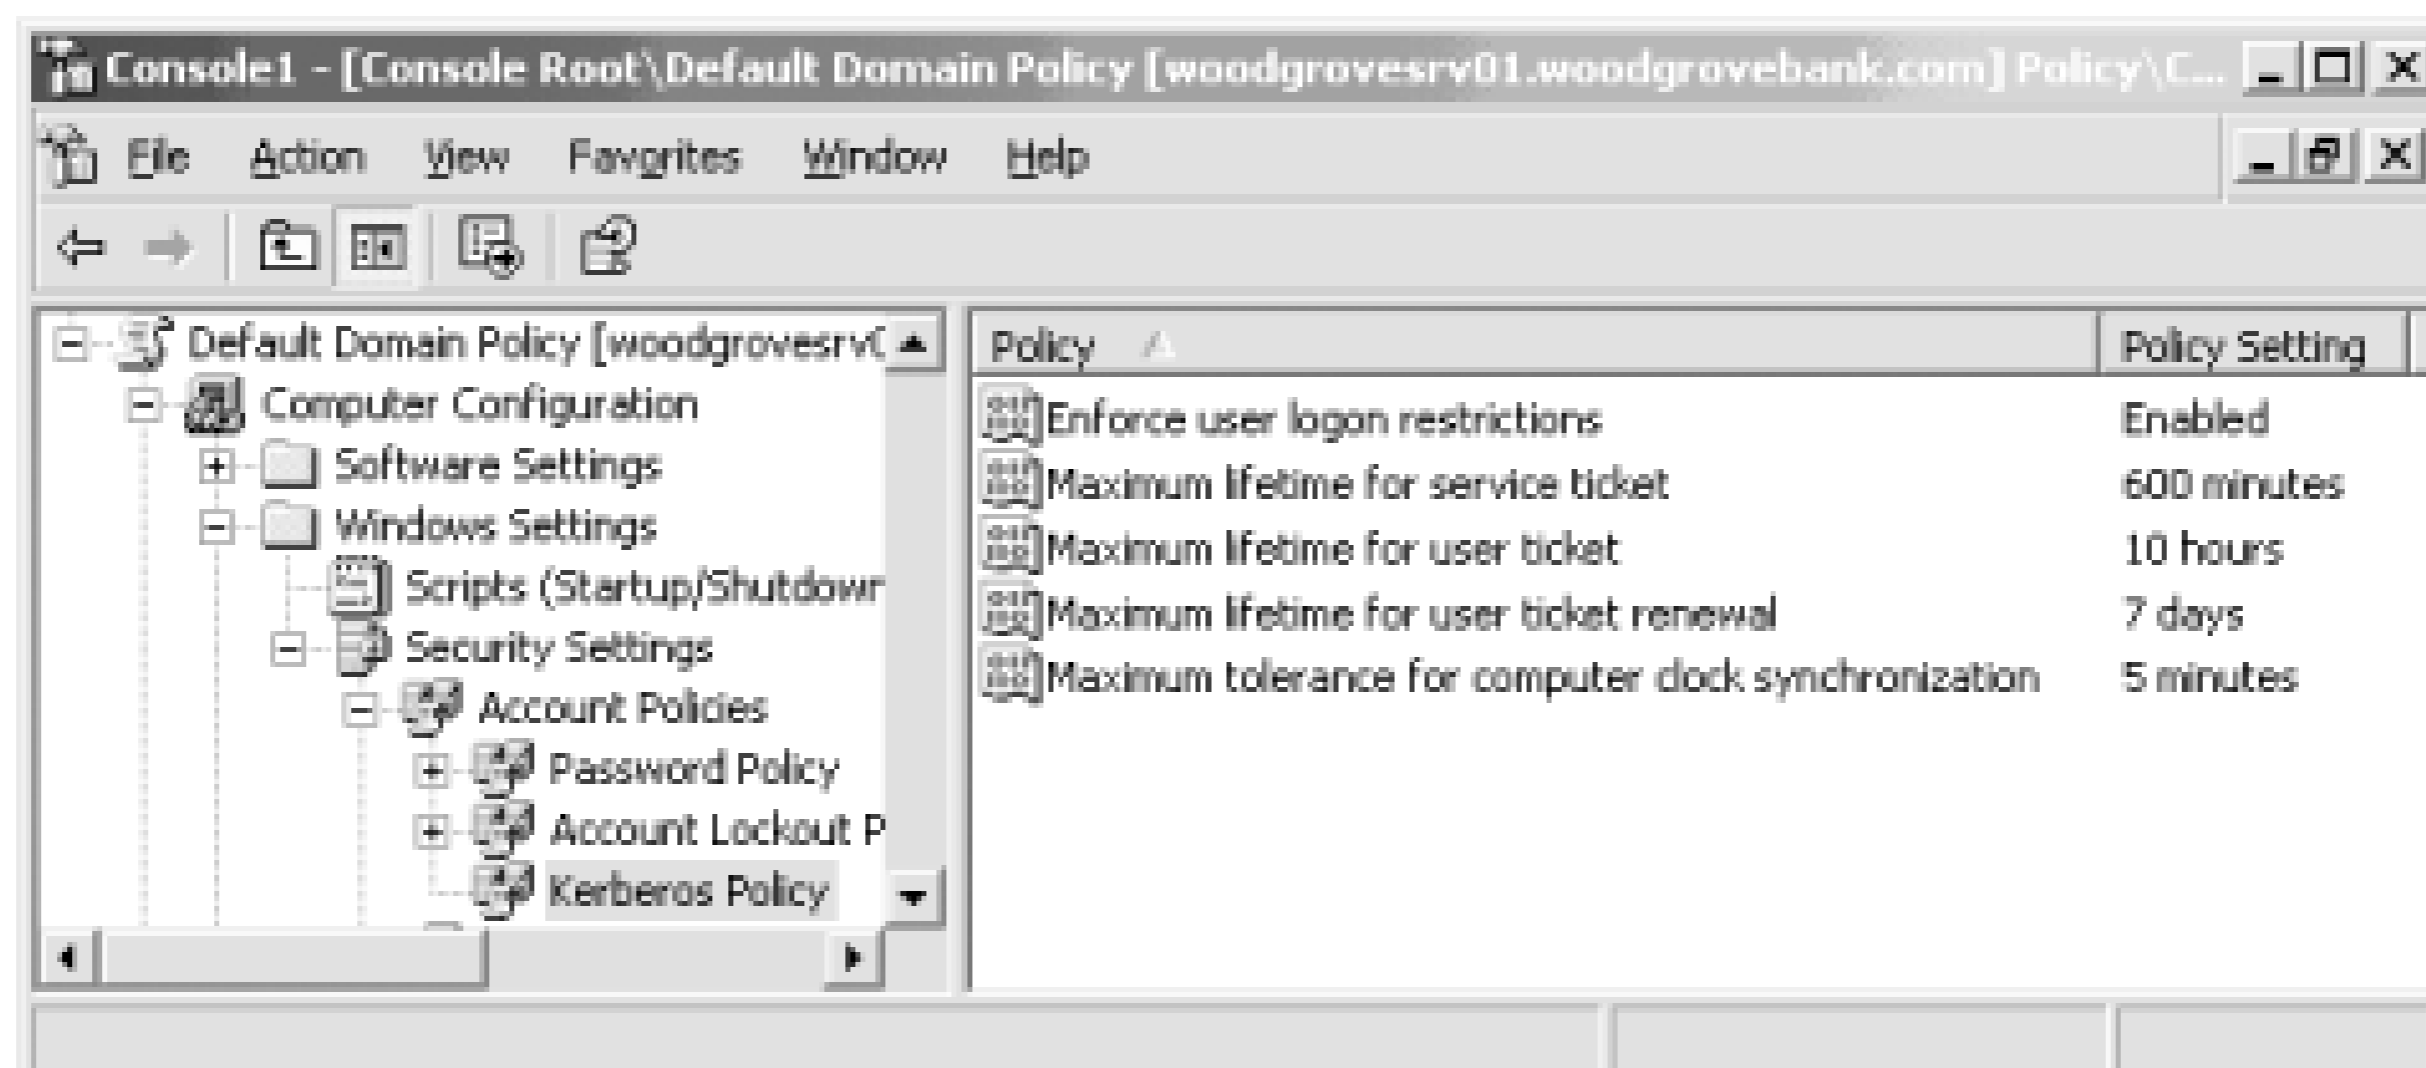 Console1 - [Console Root\Default Domain Policy [woodgrovesrv01.woodgrovebank.com] Policy\C...
File Action View Favorites Window Help
Default Domain Policy [woodgrovesrv0
Computer Configuration
Software Settings
Windows Settings
Scripts (Startup/Shutdown
Security Settings
Account Policies
Password Policy
Account Lockout P
Kerberos Policy
Policy Policy Setting
Enforce user logon restrictions Enabled
Maximum lifetime for service ticket 600 minutes
Maximum lifetime for user ticket 10 hours
Maximum lifetime for user ticket renewal 7 days
Maximum tolerance for computer clock synchronization 5 minutes